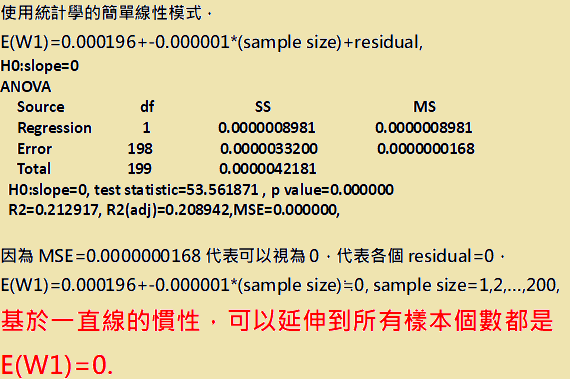 使用統計學的簡單線性模式．
E(W1)=0.000196+-0.000001*(sample size)+residual,
H0:slope=0
ANOVA
Source df SS MS
Regression 1 0.0000008981 0.0000008981
Error 198 0.0000033200 0.0000000168
Total 199 0.0000042181
H0:slope=0, test statistic=53.561871 , p value=0.000000
R2=0.212917, R2(adj)=0.208942,MSE=0.000000,
因為 MSE=0.0000000168 代表可以視為 0．代表各個 residual=0．
E(W1)=0.000196+-0.000001*(sample size)≒0, sample size=1,2,...,200,
基於一直線的慣性．可以延伸到所有樣本個數都是
E(W1)=0.